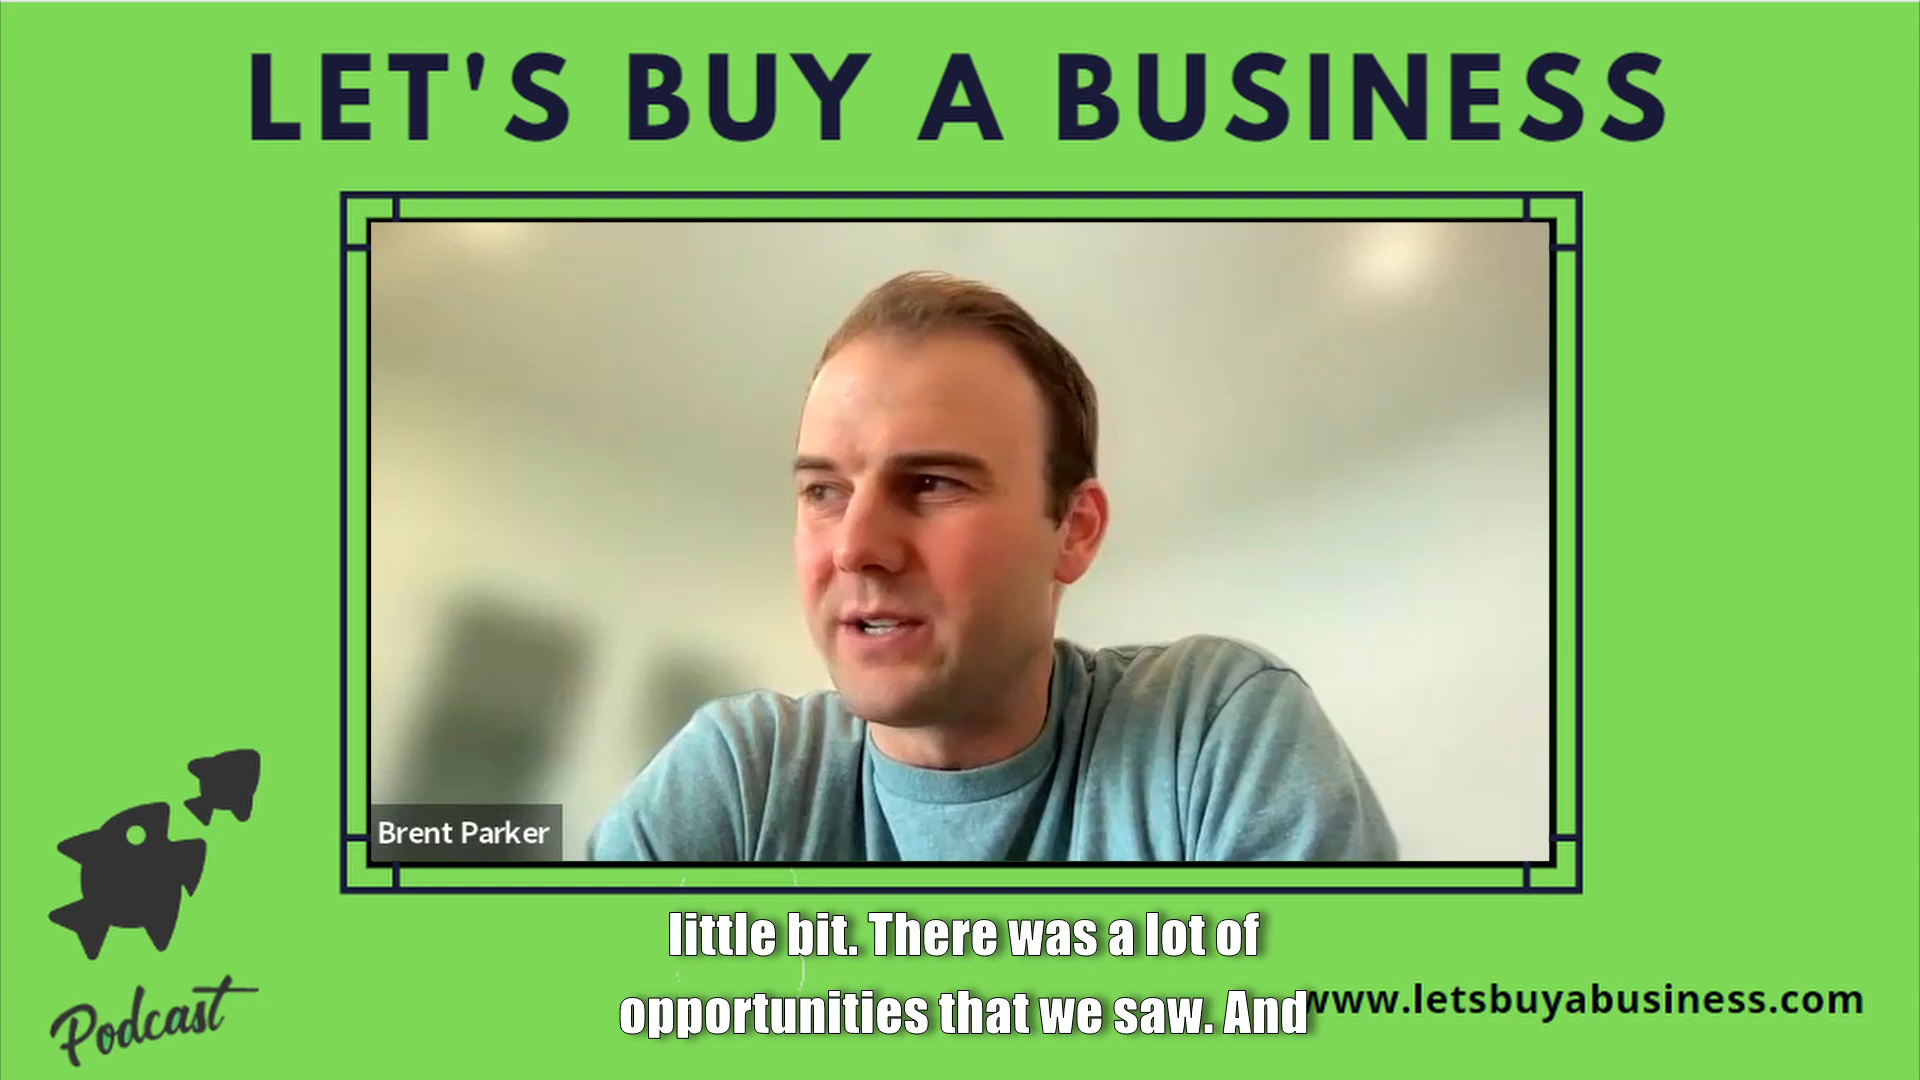 LET'S BUY A BUSINESS
Brent Parker
little bit. There was a lot of
opportunities that we saw. And
www.letsbuyabusiness.com
Podcast